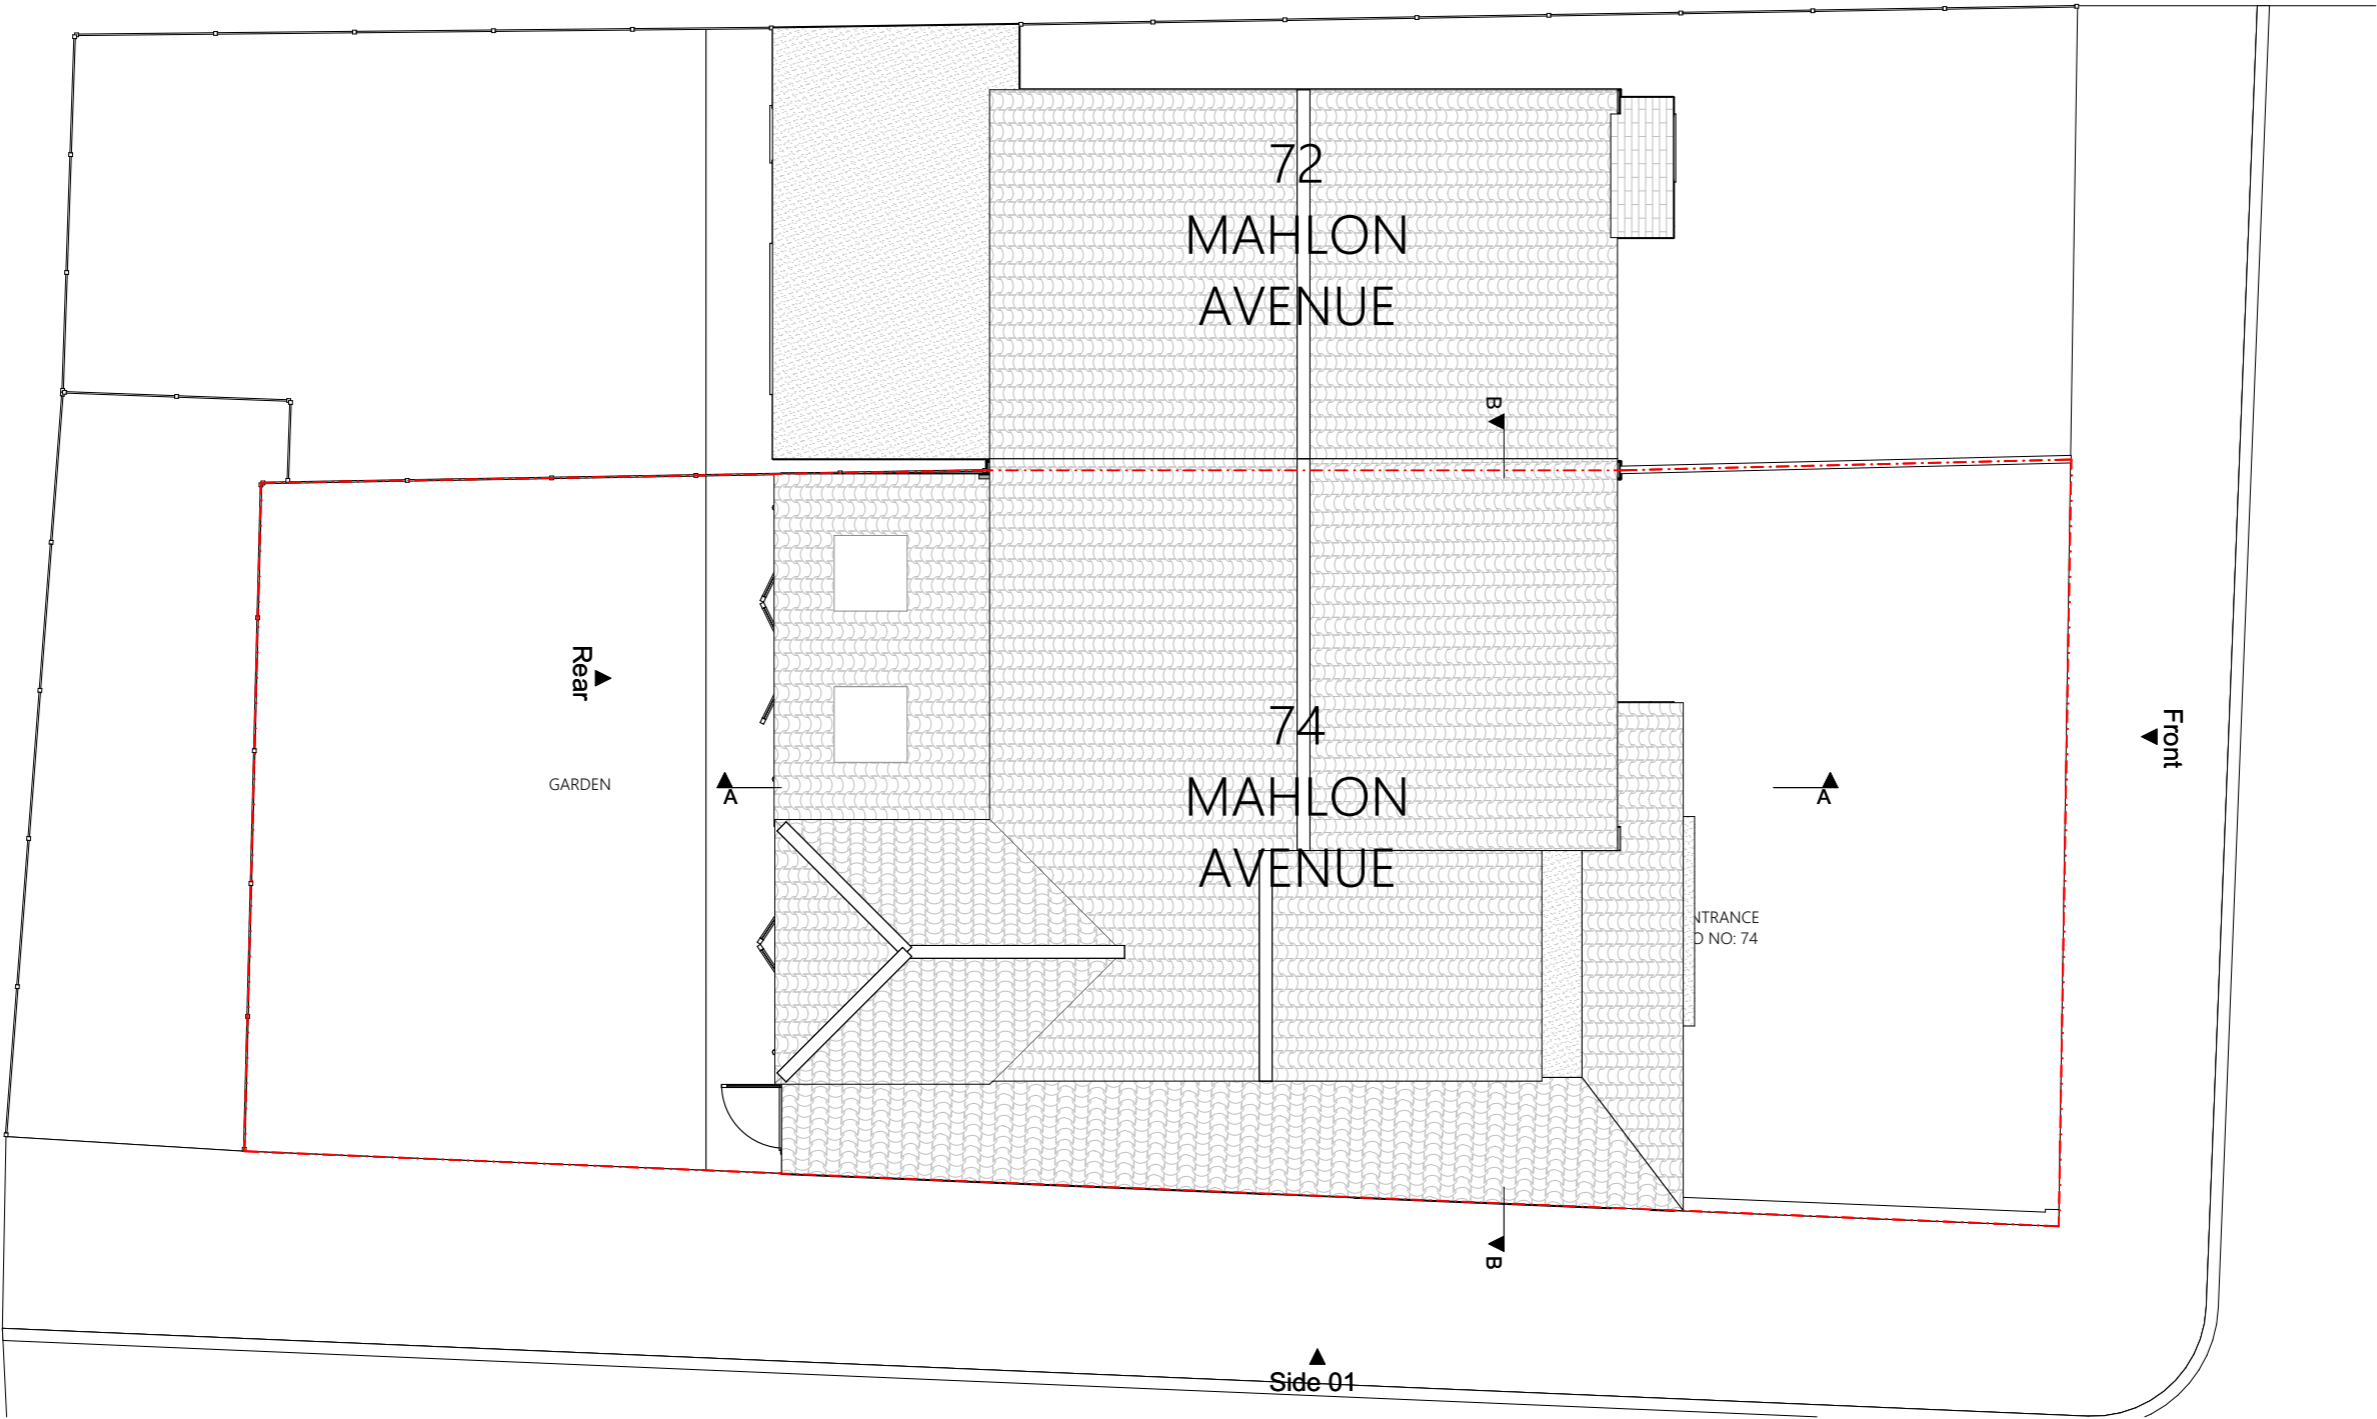 72
MAHLON
AVENUE
B
Rear
74
MAHLON
AVENUE
Front
GARDEN
A
A
NTRANCE
NO: 74
B
Side 01